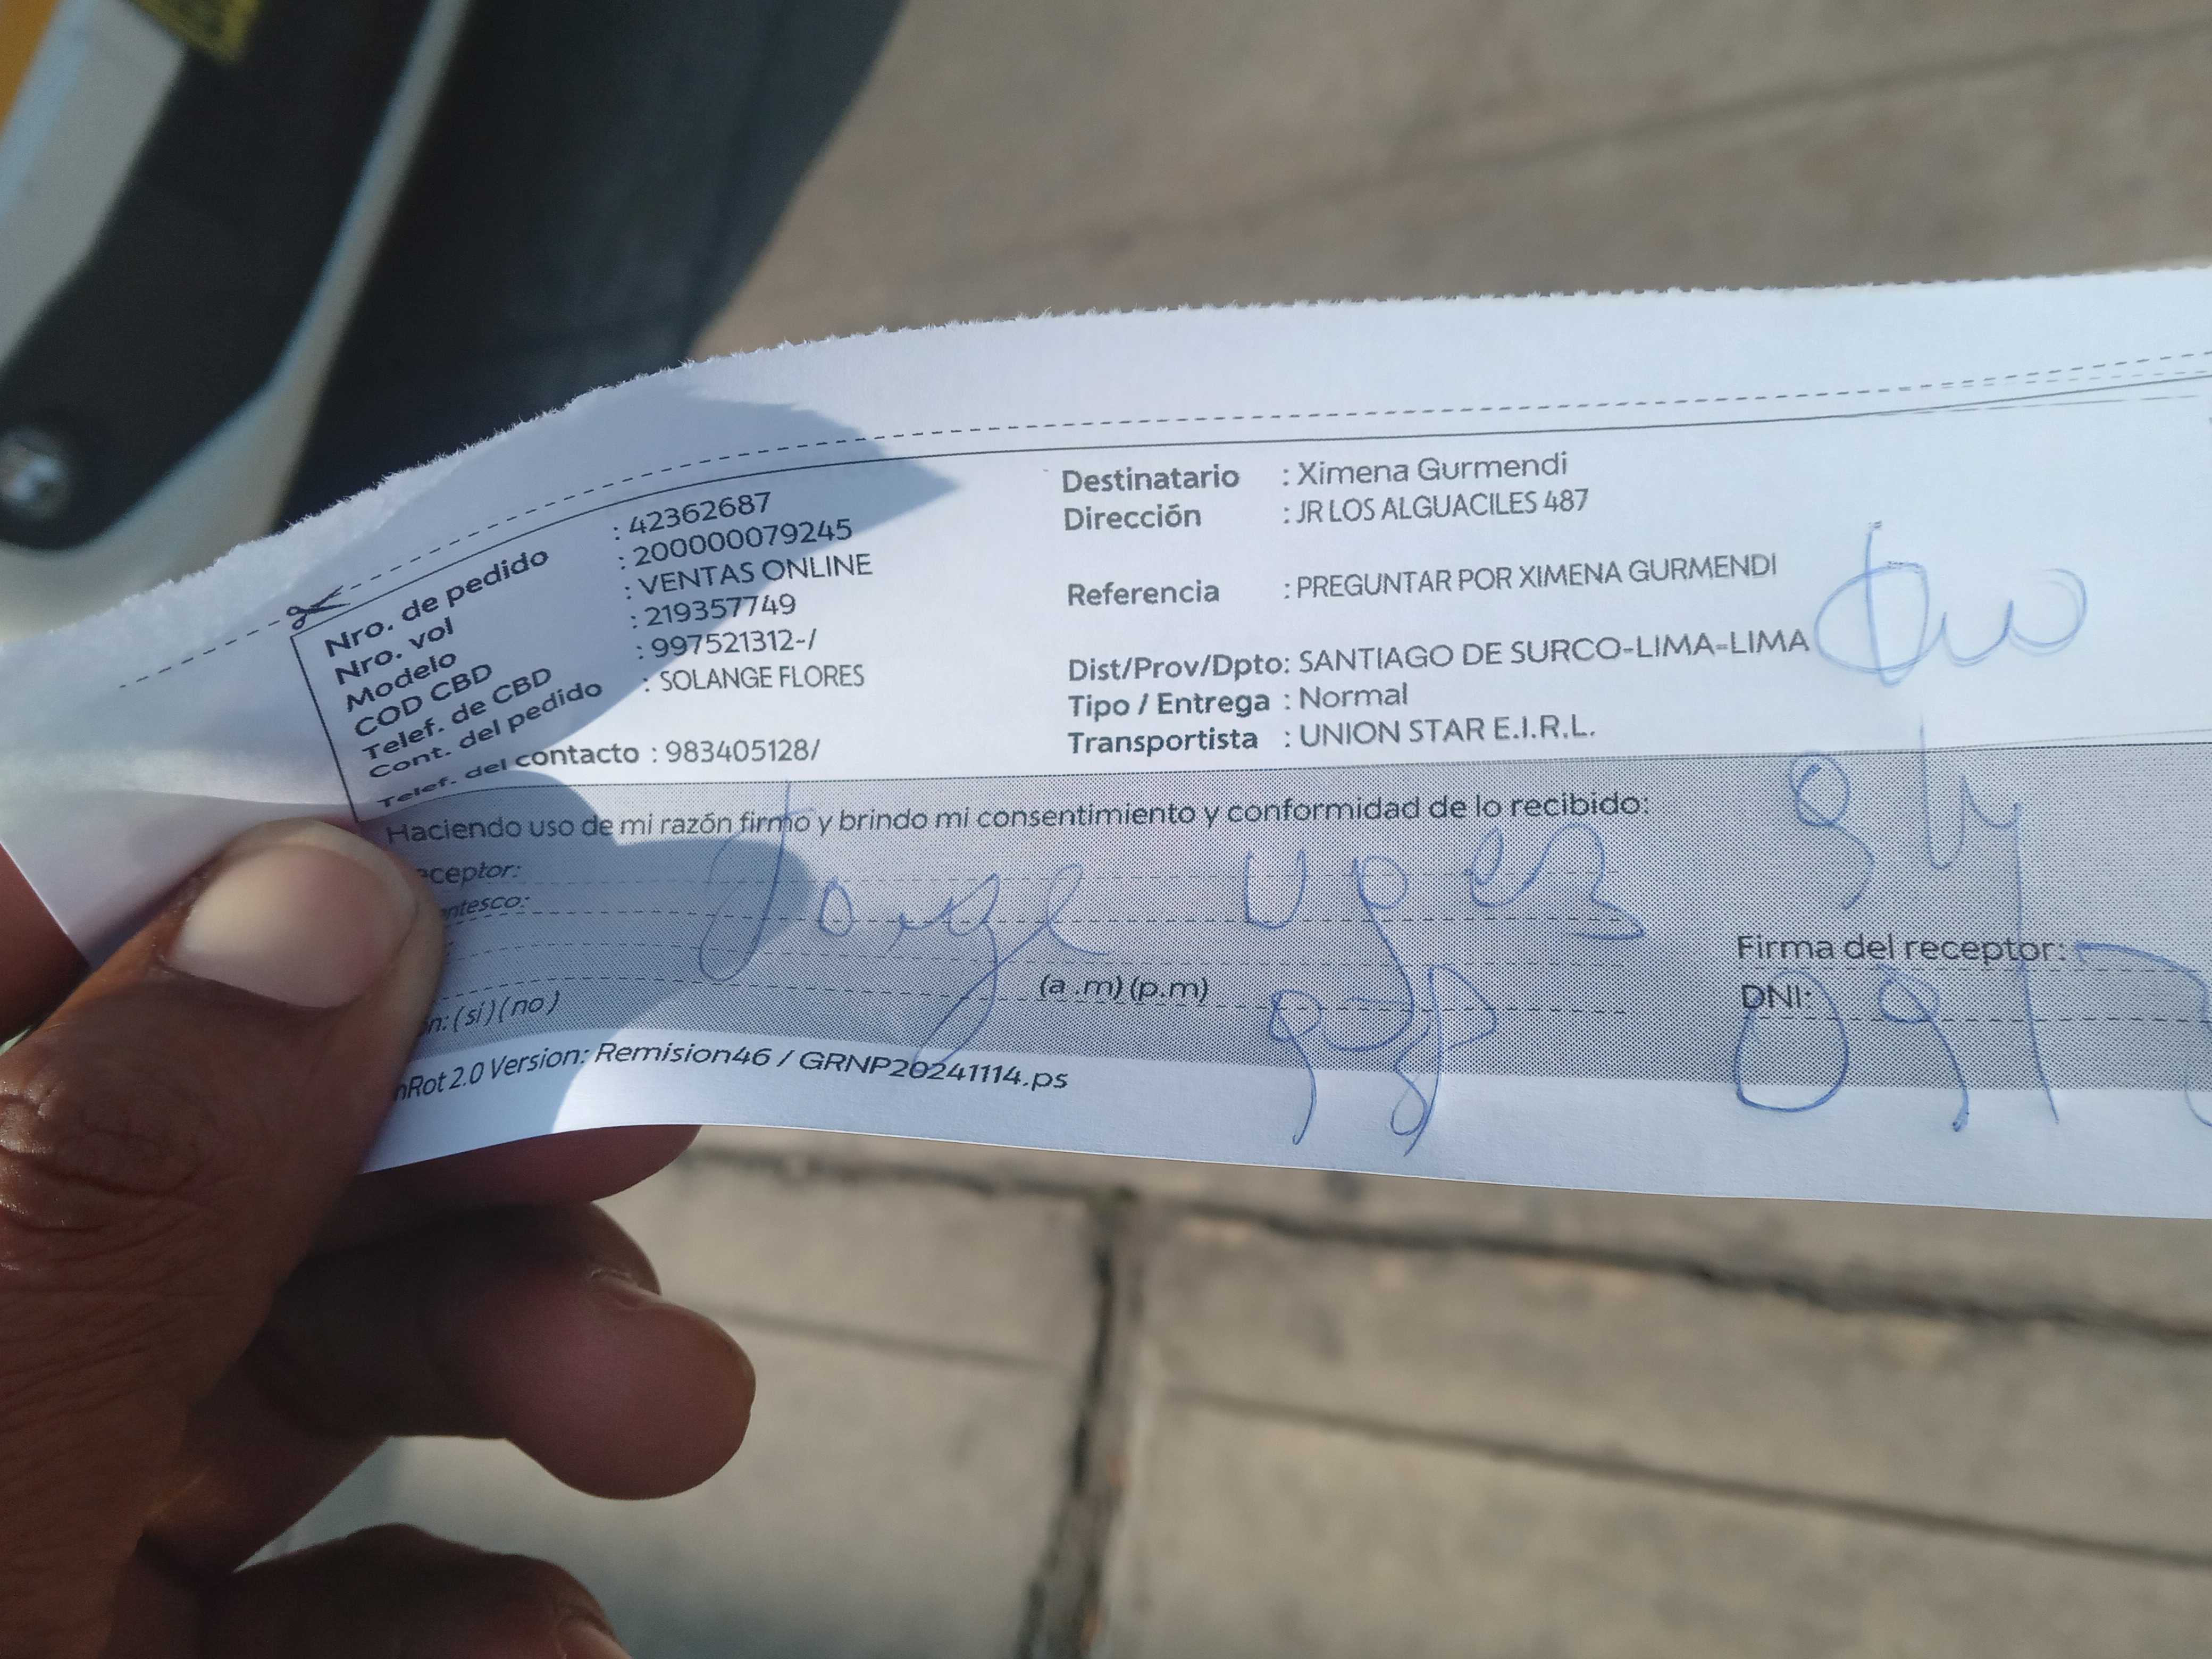 Nro. de pedido : 42362687
Nro. vol : 200000079245
Modelo : VENTAS ONLINE
COD CBD : 219357749
Telef. de CBD : 997521312-/
Cont. del pedido : SOLANGE FLORES
Telef. del contacto : 983405128/
Destinatario : Ximena Gurmendi
Dirección : JR LOS ALGUACILES 487
Referencia : PREGUNTAR POR XIMENA GURMENDI
Dist/Prov/Dpto: SANTIAGO DE SURCO-LIMA-LIMA
Tipo / Entrega : Normal
Transportista : UNION STAR E.I.R.L.
Haciendo uso de mi razón firmo y brindo mi consentimiento y conformidad de lo recibido:
eceptor: Jorge
ntesco:
(a .m) (p.m)
n: (si) (no)
Firma del receptor:
DNI:
nRot 2.0 Version: Remision46 / GRNP20241114.ps